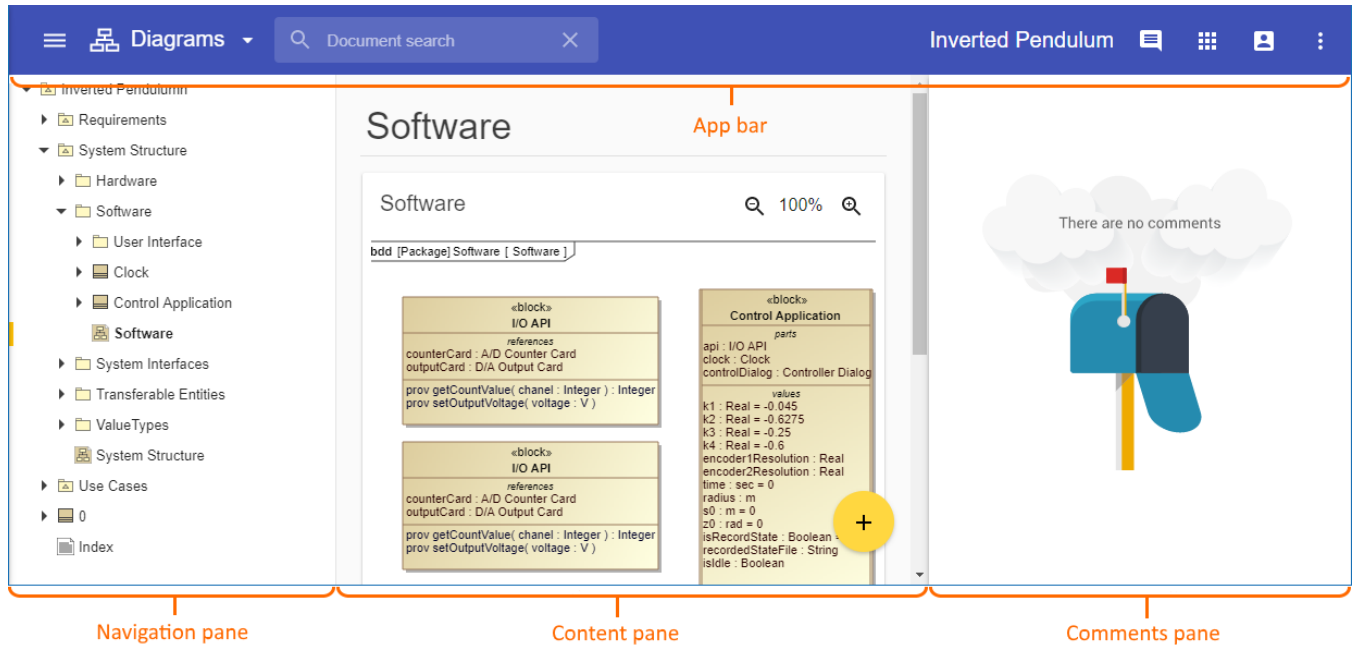 Diagrams
Document search
Inverted Pendulum
Inverted Pendulumn
Requirements
System Structure
Hardware
Software
User Interface
Clock
Control Application
Software
System Interfaces
Transferable Entities
ValueTypes
System Structure
Use Cases
0
Index
App bar
Software
Software
100%
bdd [Package] Software [ Software ]
«block»
I/O API
references
counterCard : A/D Counter Card
outputCard : D/A Output Card
prov getCountValue( chanel : Integer ) : Integer
prov setOutputVoltage( voltage : V )
«block»
I/O API
references
counterCard : A/D Counter Card
outputCard : D/A Output Card
prov getCountValue( chanel : Integer ) : Integer
prov setOutputVoltage( voltage : V )
«block»
Control Application
parts
api : I/O API
clock : Clock
controlDialog : Controller Dialog
values
k1 : Real = -0.045
k2 : Real = -0.6275
k3 : Real = -0.25
k4 : Real = -0.6
encoder1Resolution : Real
encoder2Resolution : Real
time : sec = 0
radius : m
s0 : m = 0
z0 : rad = 0
isRecordState : Boolean =
recordedStateFile : String
isIdle : Boolean
+
There are no comments
Navigation pane
Content pane
Comments pane